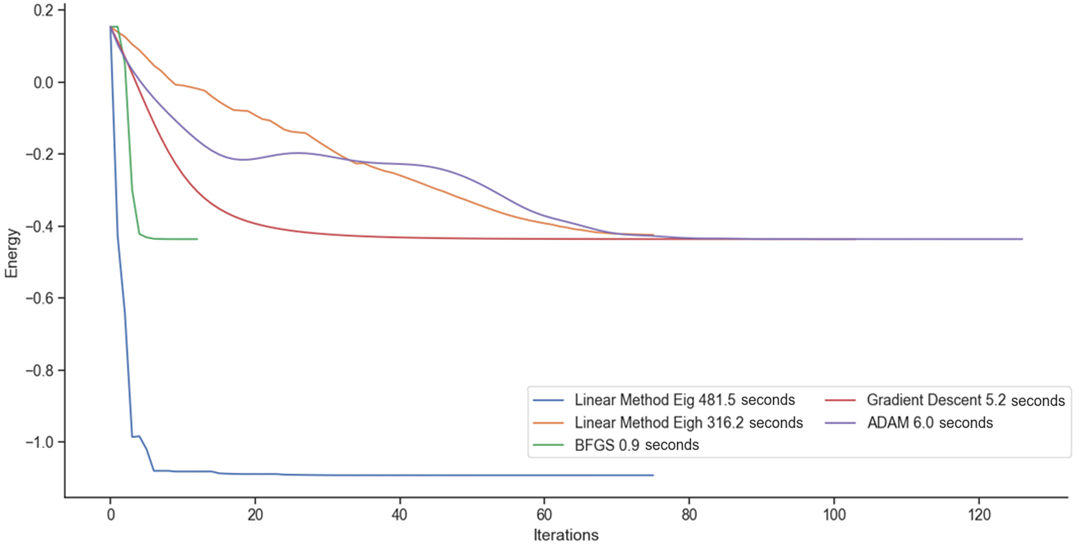 0.2
0.0
−0.2
−0.4
−0.6
−0.8
−1.0
Energy
0 20 40 60 80 100 120
Iterations
Linear Method Eig 481.5 seconds
Linear Method Eigh 316.2 seconds
BFGS 0.9 seconds
Gradient Descent 5.2 seconds
ADAM 6.0 seconds